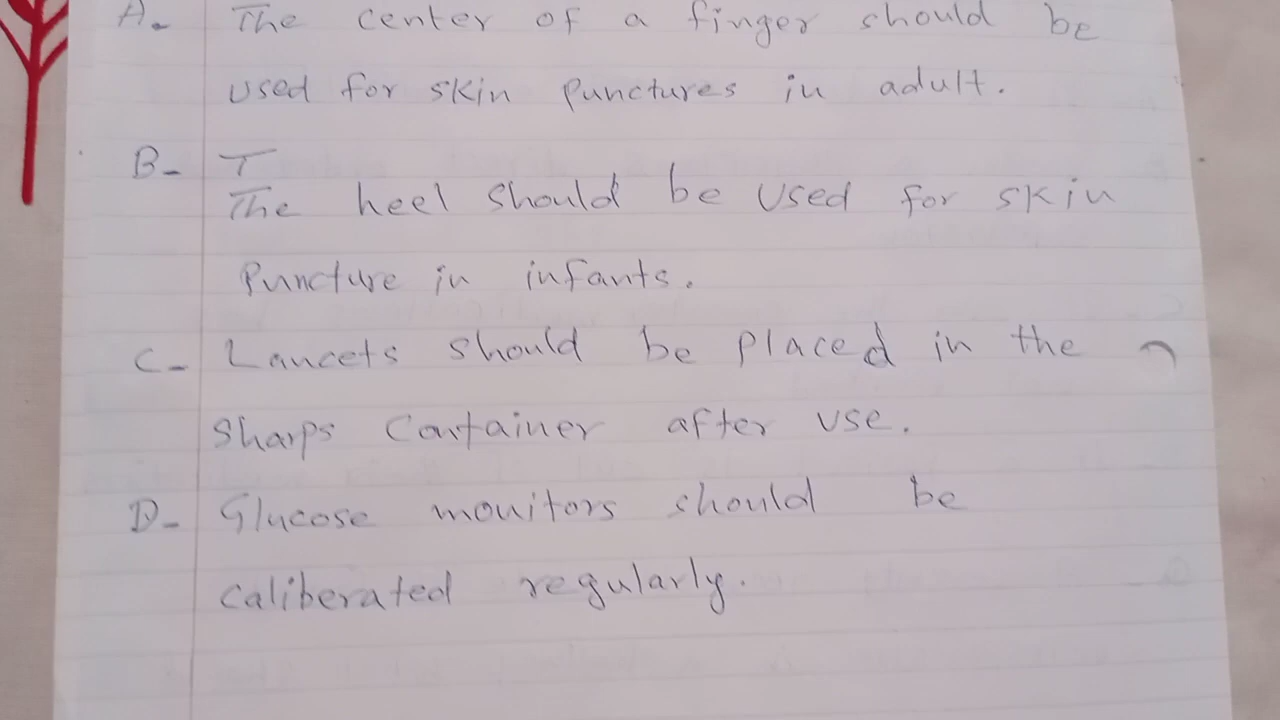 A- The center of a finger should be
used for skin punctures in adult.
B- T
The heel should be used for skin
puncture in infants.
C- Lancets should be placed in the
sharps container after use.
D- Glucose monitors should be
caliberated regularly.